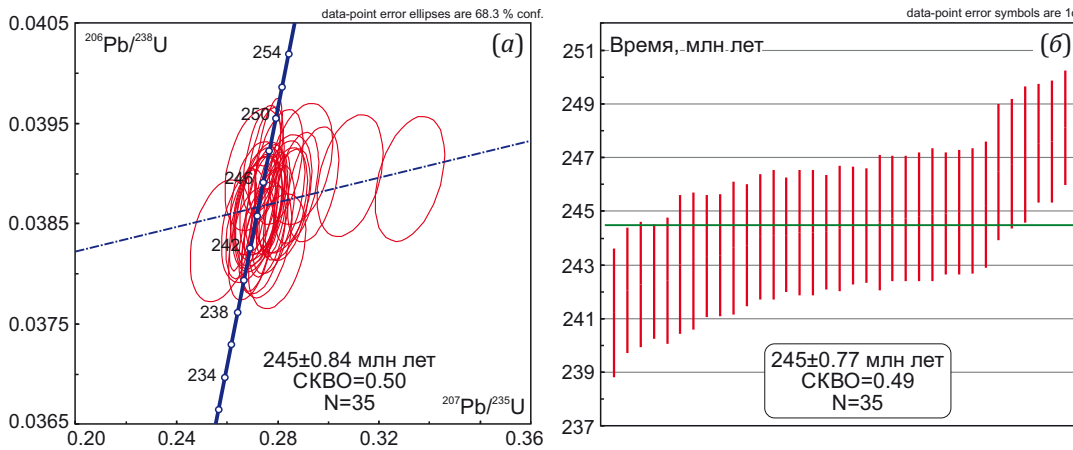 data-point error ellipses are 68.3 % conf.
0.0405
0.0395
0.0385
0.0375
0.0365
²⁰⁶Pb/²³⁸U
(а)
254
250
246
242
238
234
245±0.84 млн лет
СКВО=0.50
N=35
²⁰⁷Pb/²³⁵U
0.20
0.24
0.28
0.32
0.36
data-point error symbols are 1
251
249
247
245
243
241
239
237
Время, млн лет
(б)
245±0.77 млн лет
СКВО=0.49
N=35